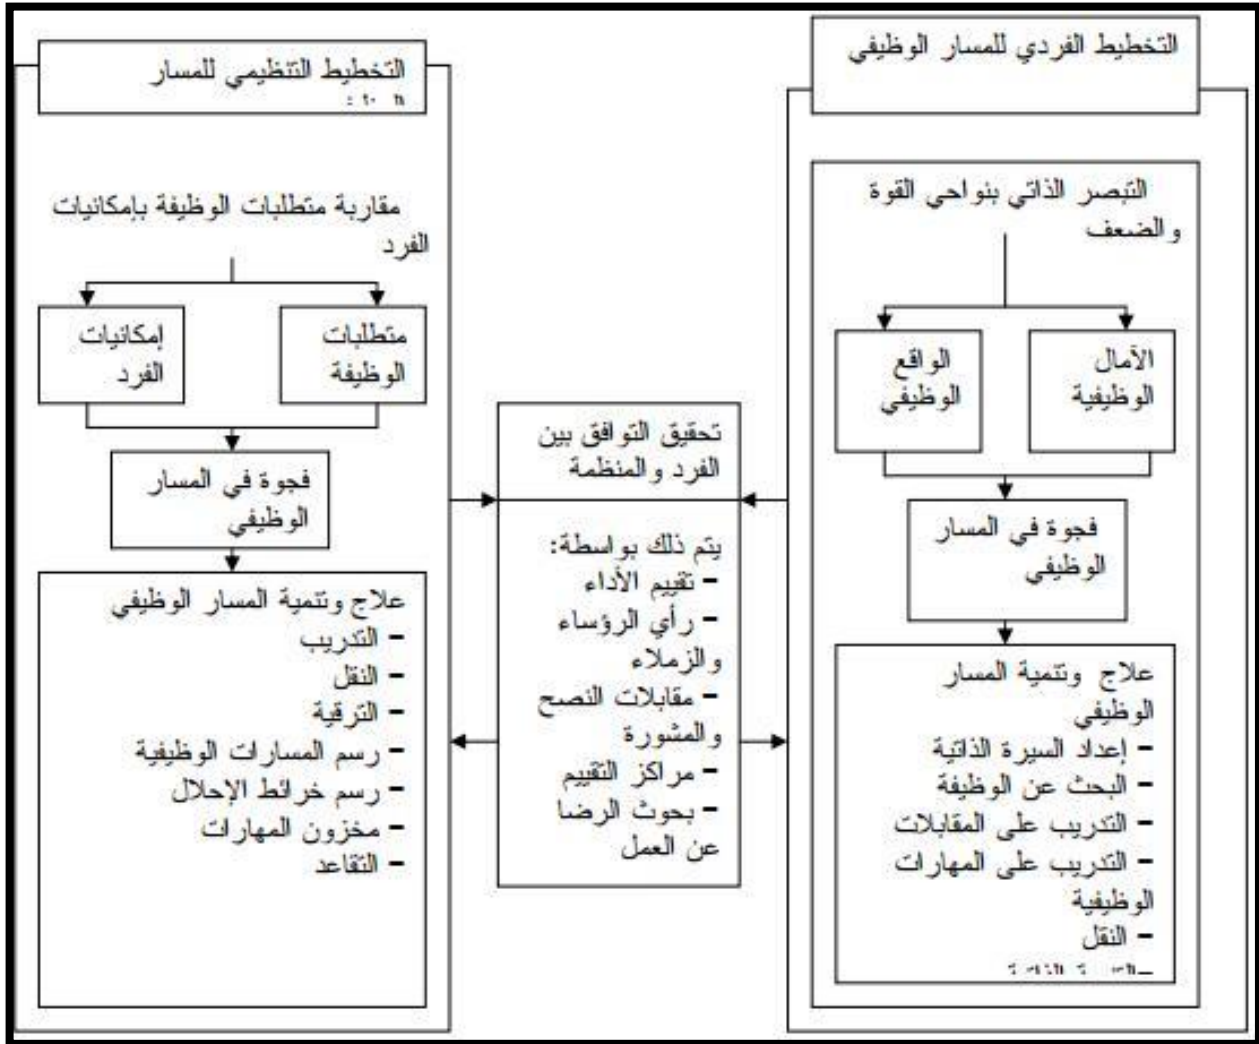 التخطيط الفردي للمسار الوظيفي
التبصر الذاتي بنواحي القوة
والضعف
الآمال
الوظيفية
الواقع
الوظيفي
فجوة في المسار
الوظيفي
علاج وتنمية المسار
الوظيفي
- إعداد السيرة الذاتية
- البحث عن الوظيفة
- التدريب على المقابلات
- التدريب على المهارات
الوظيفية
- النقل
تحقيق التوافق بين
الفرد والمنظمة
يتم ذلك بواسطة:
- تقييم الأداء
- رأي الرؤساء
والزملاء
- مقابلات النصح
والمشورة
- مراكز التقييم
- بحوث الرضا
عن العمل
التخطيط التنظيمي للمسار
مقاربة متطلبات الوظيفة بإمكانيات
الفرد
متطلبات
الوظيفة
إمكانيات
الفرد
فجوة في المسار
الوظيفي
علاج وتنمية المسار الوظيفي
- التدريب
- النقل
- الترقية
- رسم المسارات الوظيفية
- رسم خرائط الإحلال
- مخزون المهارات
- التقاعد